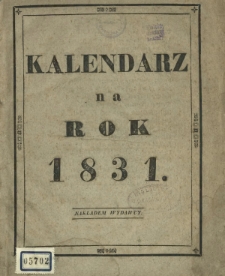 KALENDARZ
na
ROK
1831.
NAKŁADEM WYDAWCY.
05702